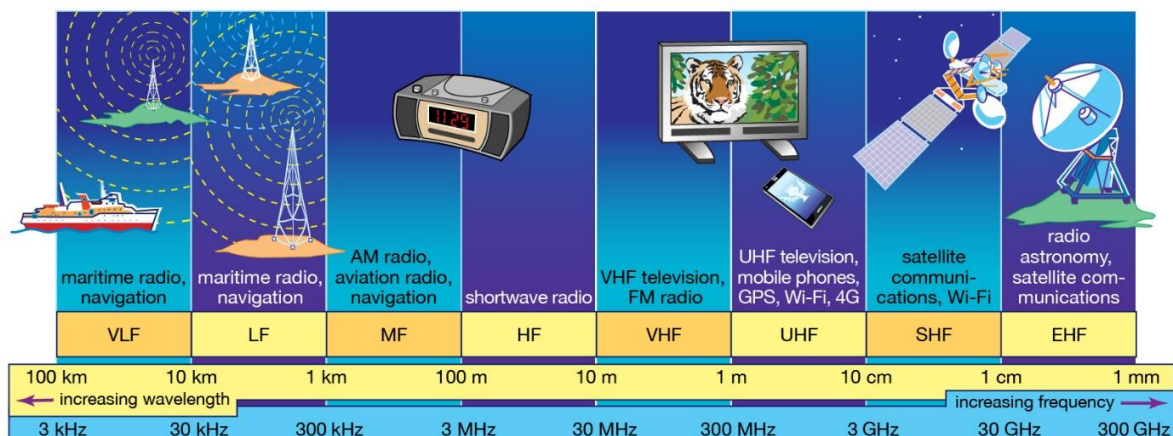 11:29
maritime radio,
navigation
maritime radio,
navigation
AM radio,
aviation radio,
navigation
shortwave radio
VHF television,
FM radio
UHF television,
mobile phones,
GPS, Wi-Fi, 4G
satellite
communi-
cations, Wi-Fi
radio
astronomy,
satellite com-
munications
VLF LF MF HF VHF UHF SHF EHF
100 km 10 km 1 km 100 m 10 m 1 m 10 cm 1 cm 1 mm
increasing wavelength increasing frequency
3 kHz 30 kHz 300 kHz 3 MHz 30 MHz 300 MHz 3 GHz 30 GHz 300 GHz